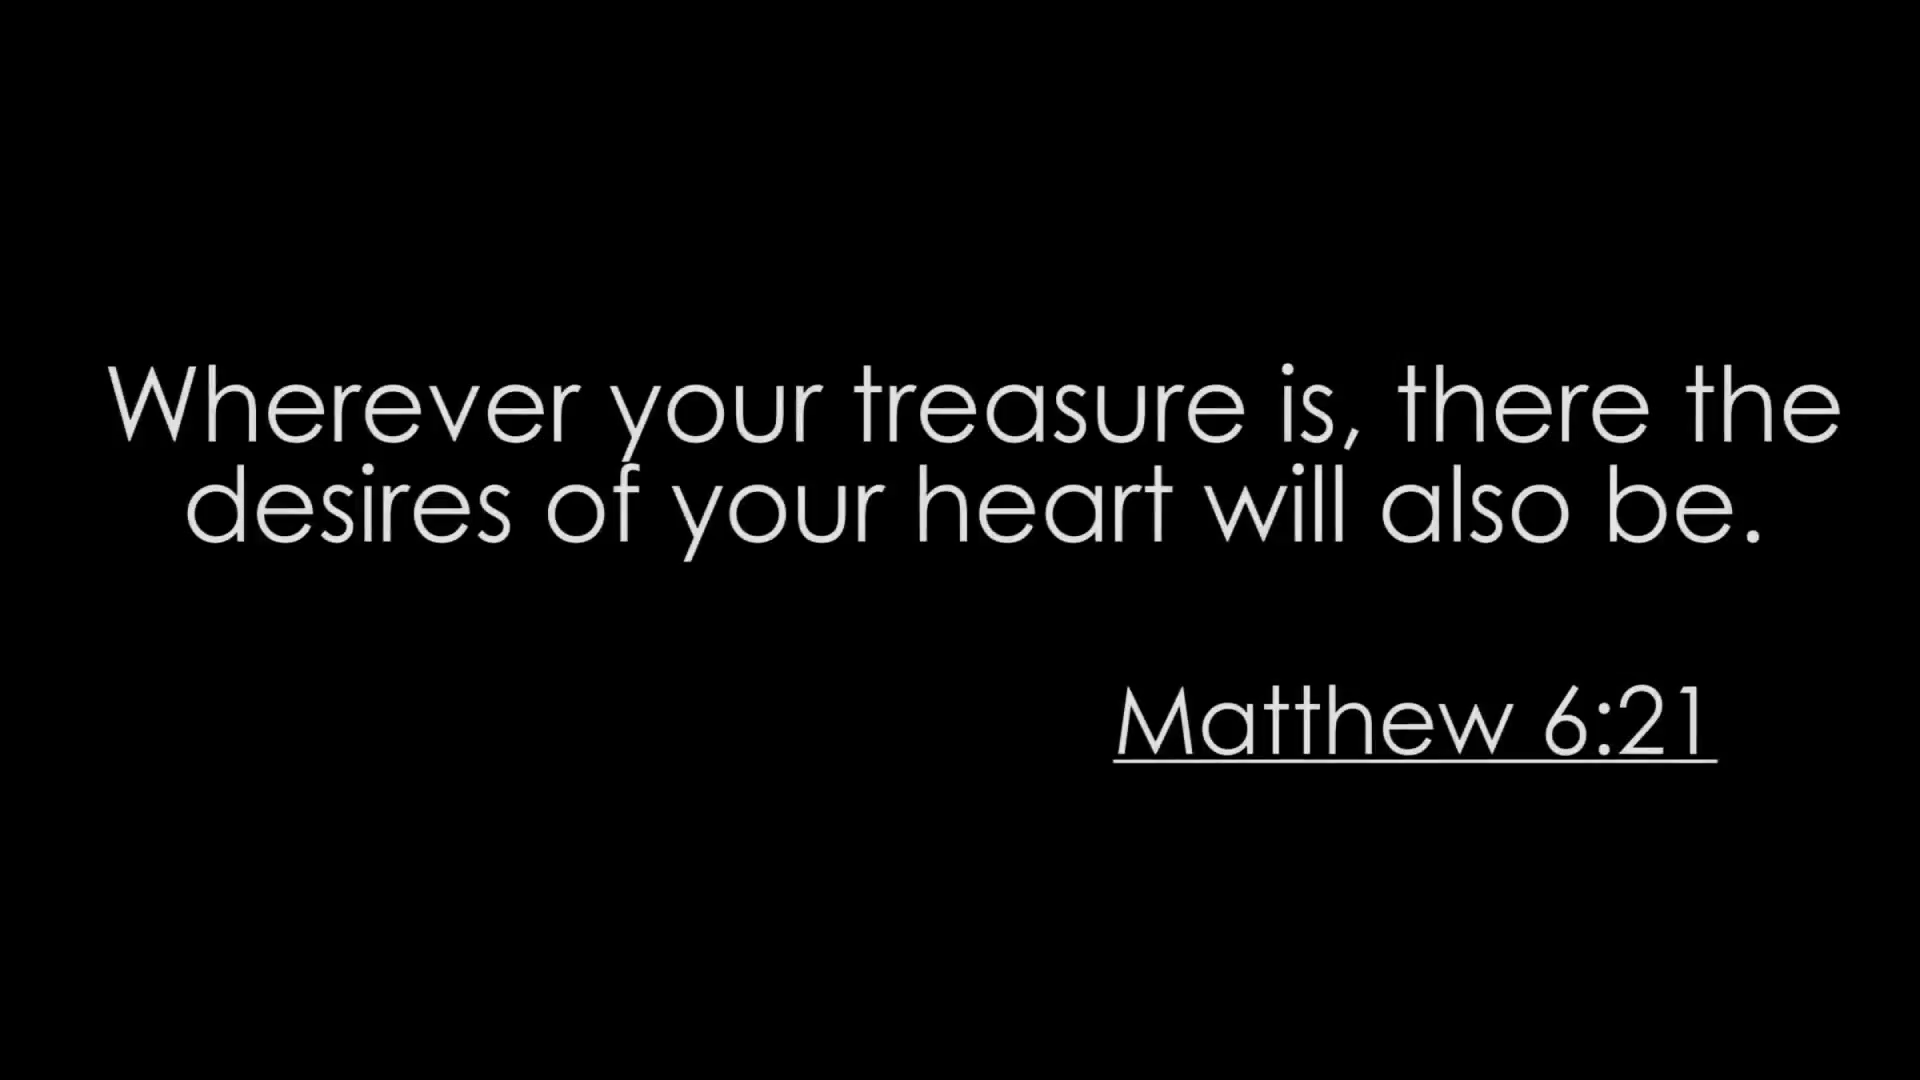 Wherever your treasure is, there the
desires of your heart will also be.
Matthew 6:21